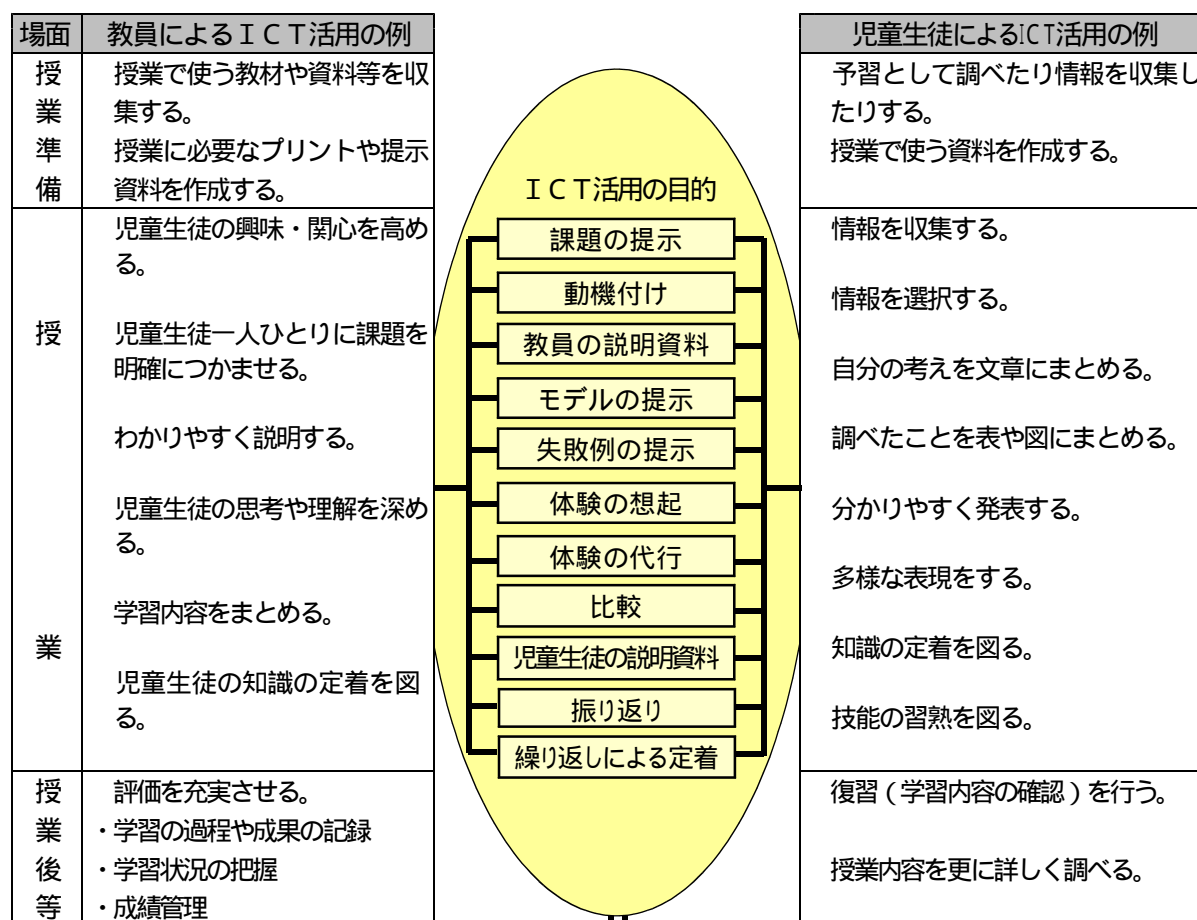 場面
教員によるＩＣＴ活用の例
授
業
準
備
授業で使う教材や資料等を収
集する。
授業に必要なプリントや提示
資料を作成する。
授
業
児童生徒の興味・関心を高め
る。
児童生徒一人ひとりに課題を
明確につかませる。
わかりやすく説明する。
児童生徒の思考や理解を深め
る。
学習内容をまとめる。
児童生徒の知識の定着を図
る。
授
業
後
等
評価を充実させる。
・学習の過程や成果の記録
・学習状況の把握
・成績管理
ＩＣＴ活用の目的
課題の提示
動機付け
教員の説明資料
モデルの提示
失敗例の提示
体験の想起
体験の代行
比較
児童生徒の説明資料
振り返り
繰り返しによる定着
児童生徒によるICT活用の例
予習として調べたり情報を収集し
たりする。
授業で使う資料を作成する。
情報を収集する。
情報を選択する。
自分の考えを文章にまとめる。
調べたことを表や図にまとめる。
分かりやすく発表する。
多様な表現をする。
知識の定着を図る。
技能の習熟を図る。
復習（学習内容の確認）を行う。
授業内容を更に詳しく調べる。